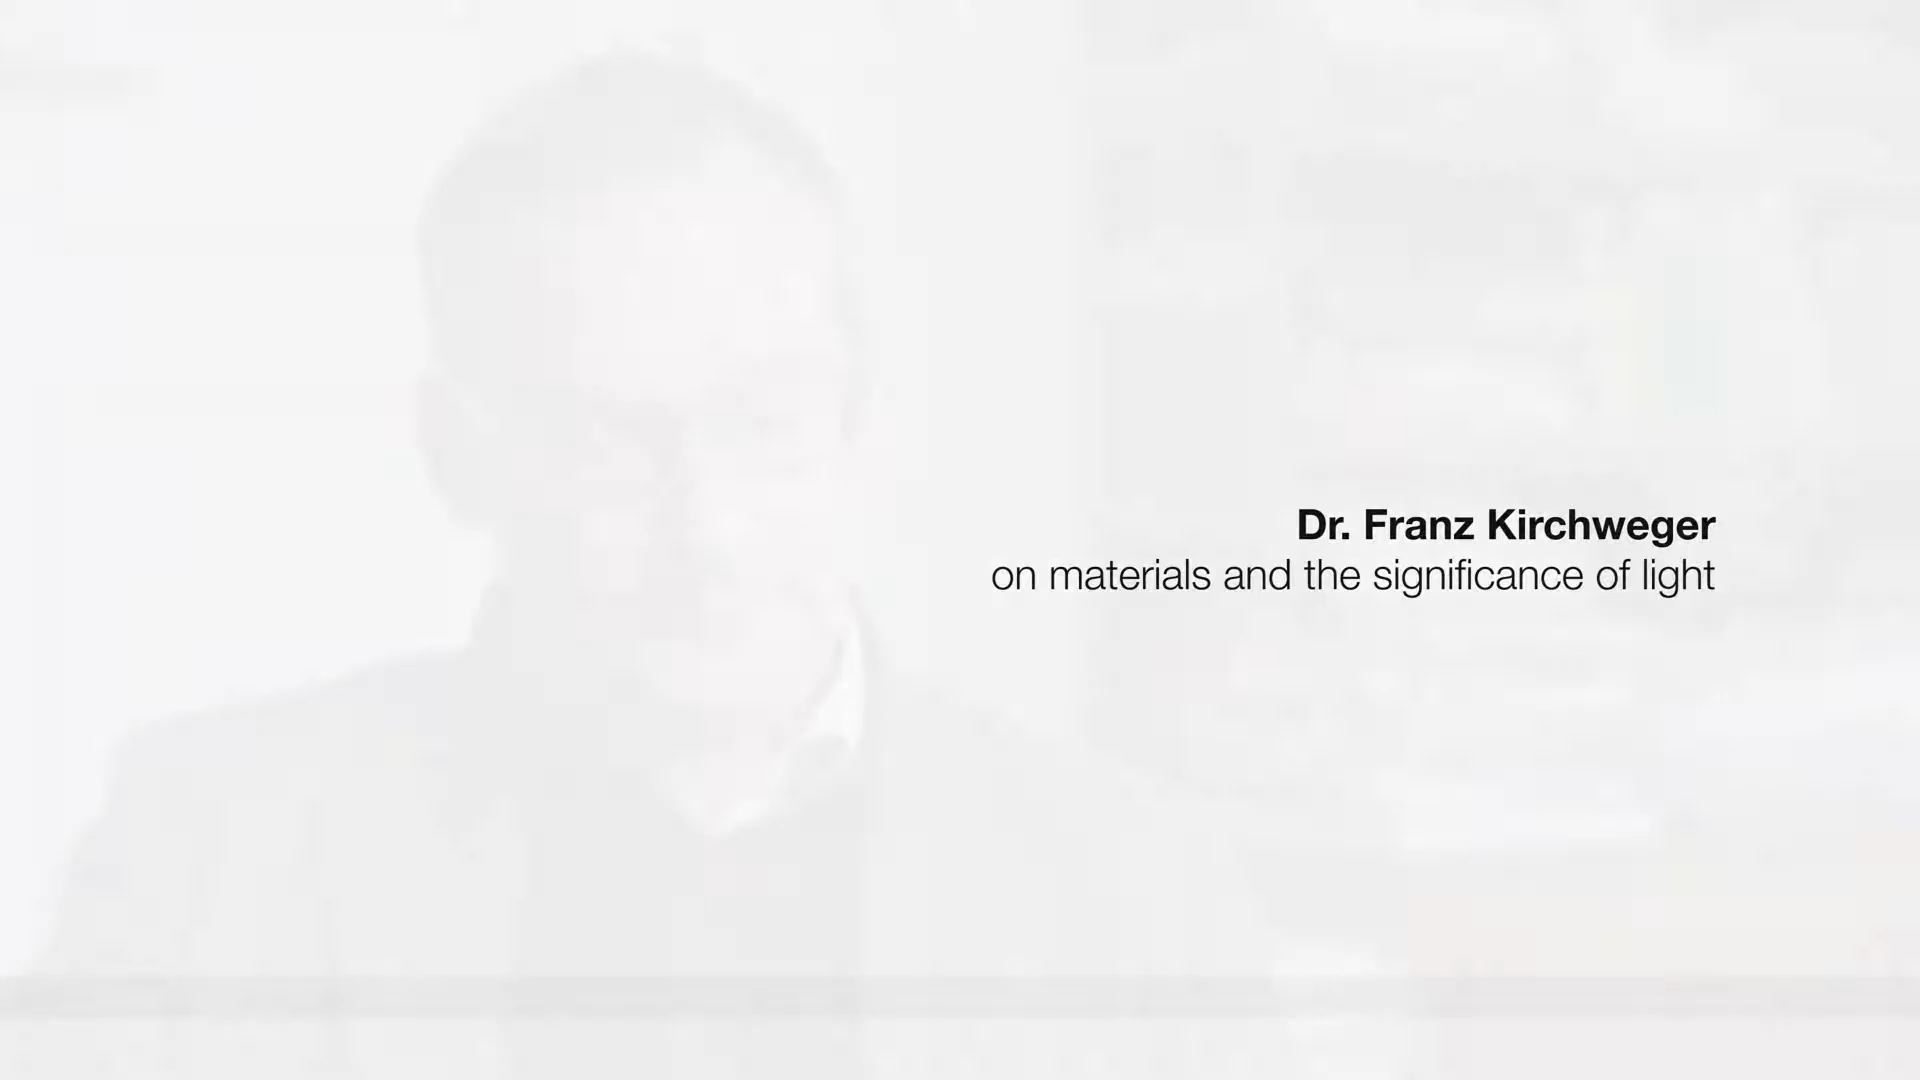 Dr. Franz Kirchweger
on materials and the significance of light